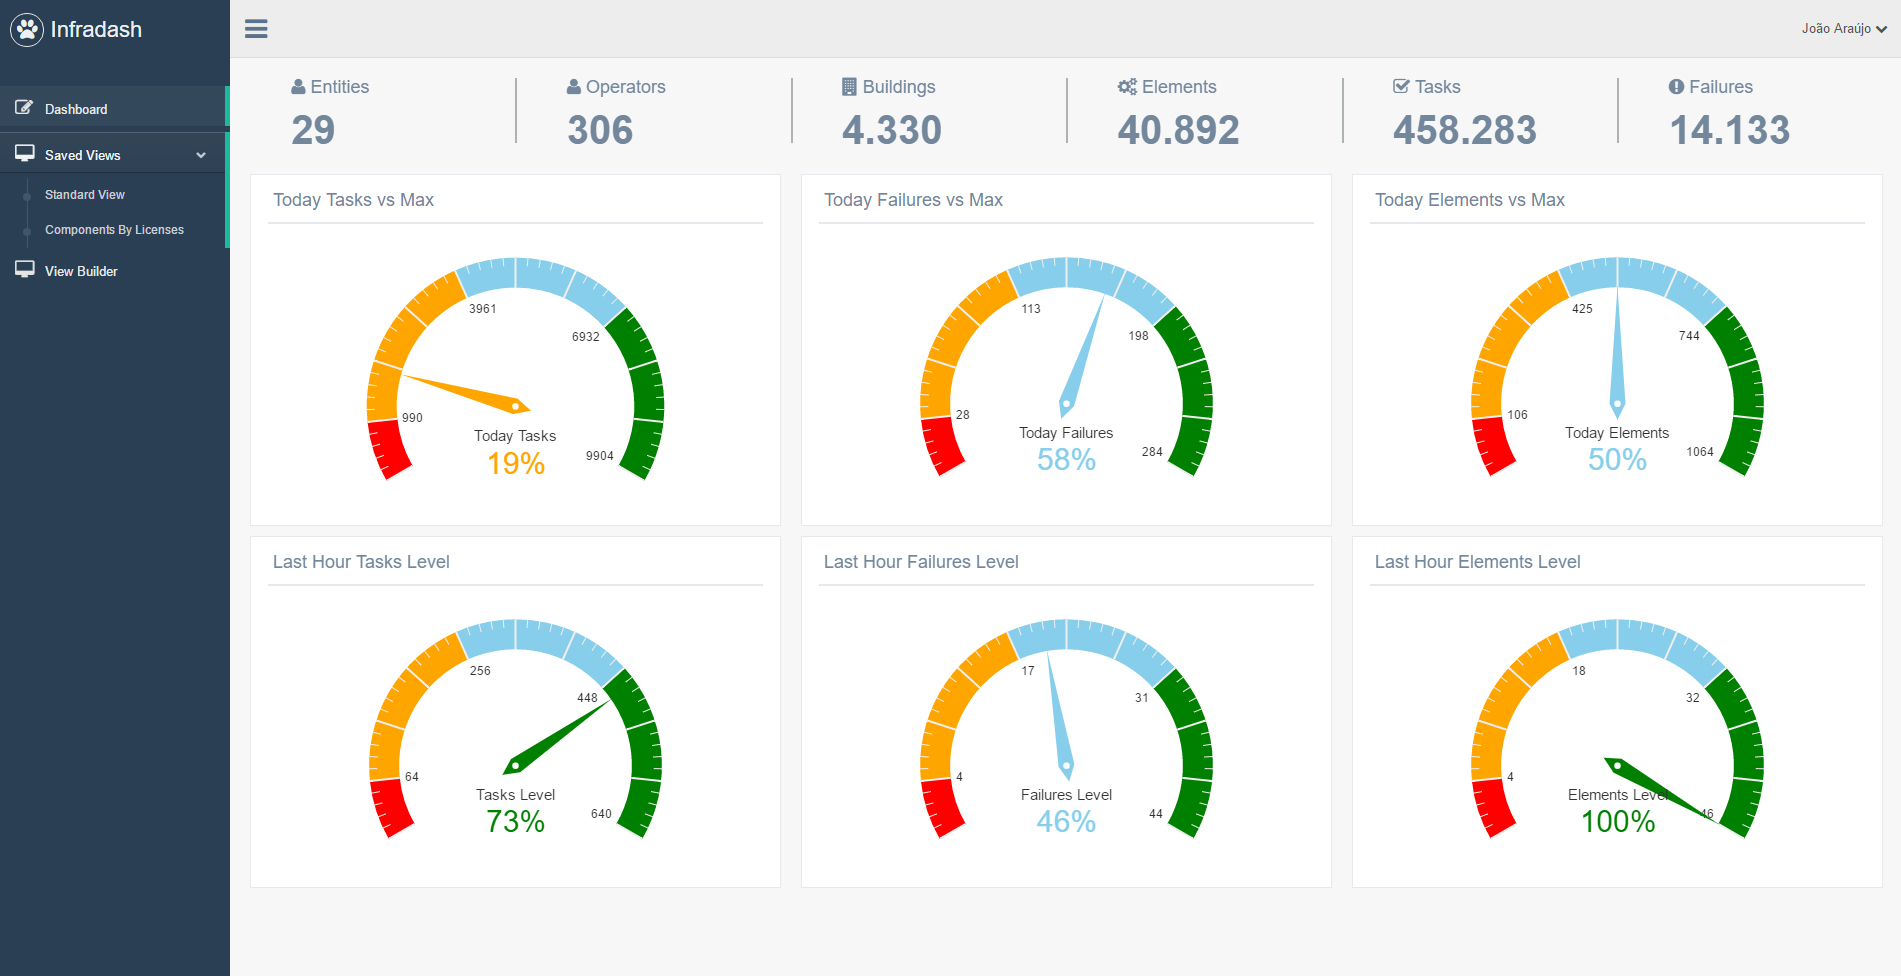 Infradash
João Araújo
Dashboard
Saved Views
Standard View
Components By Licenses
View Builder
Entities
29
Operators
306
Buildings
4.330
Elements
40.892
Tasks
458.283
Failures
14.133
Today Tasks vs Max
3961
6932
990
9904
Today Tasks
19%
Today Failures vs Max
113
198
28
284
Today Failures
58%
Today Elements vs Max
425
744
106
1064
Today Elements
50%
Last Hour Tasks Level
256
448
64
640
Tasks Level
73%
Last Hour Failures Level
17
31
4
44
Failures Level
46%
Last Hour Elements Level
18
32
4
46
Elements Level
100%